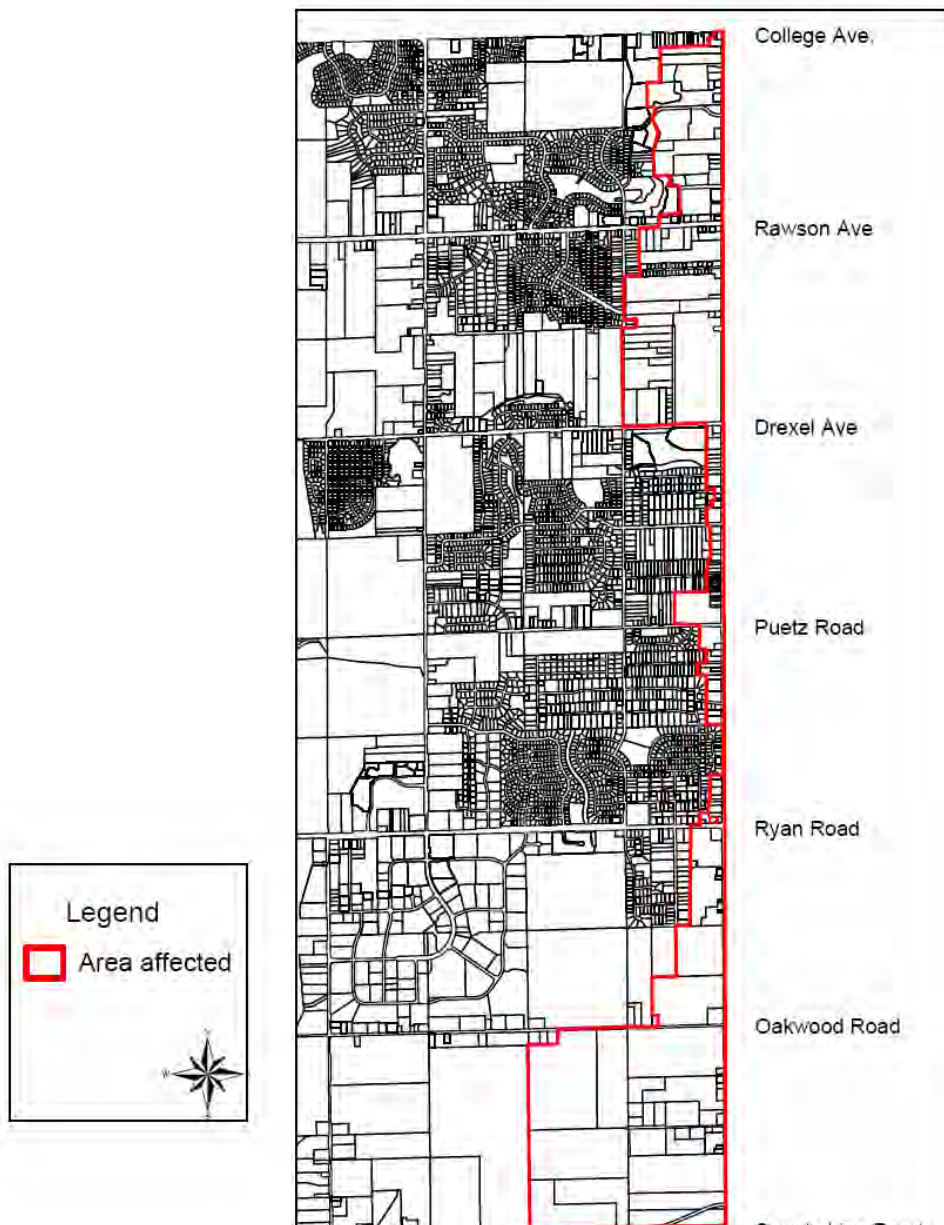 College Ave.
Rawson Ave
Drexel Ave
Puetz Road
Ryan Road
Legend
Area affected
Oakwood Road